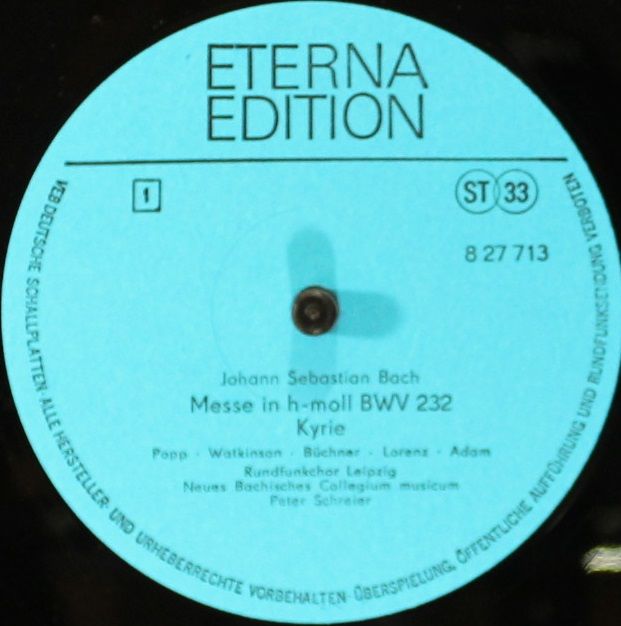 ETERNA
EDITION
1
ST 33
8 27 713
Johann Sebastian Bach
Messe in h-moll BWV 232
Kyrie
Popp · Watkinson · Büchner · Lorenz · Adam
Rundfunkchor Leipzig
Neues Bachisches Collegium musicum
Peter Schreier
VEB DEUTSCHE SCHALLPLATTEN · ALLE HERSTELLER- UND URHEBERRECHTE VORBEHALTEN · ÜBERSPIELUNG, ÖFFENTLICHE AUFFÜHRUNG UND RUNDFUNKSENDUNG VERBOTEN